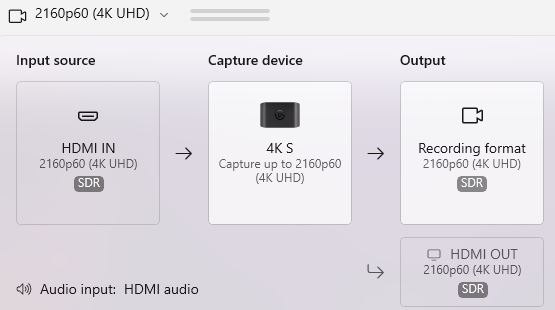 2160p60 (4K UHD)
Input source
Capture device
Output
HDMI IN
2160p60 (4K UHD)
SDR
4K S
Capture up to 2160p60
(4K UHD)
Recording format
2160p60 (4K UHD)
SDR
HDMI OUT
2160p60 (4K UHD)
SDR
Audio input: HDMI audio